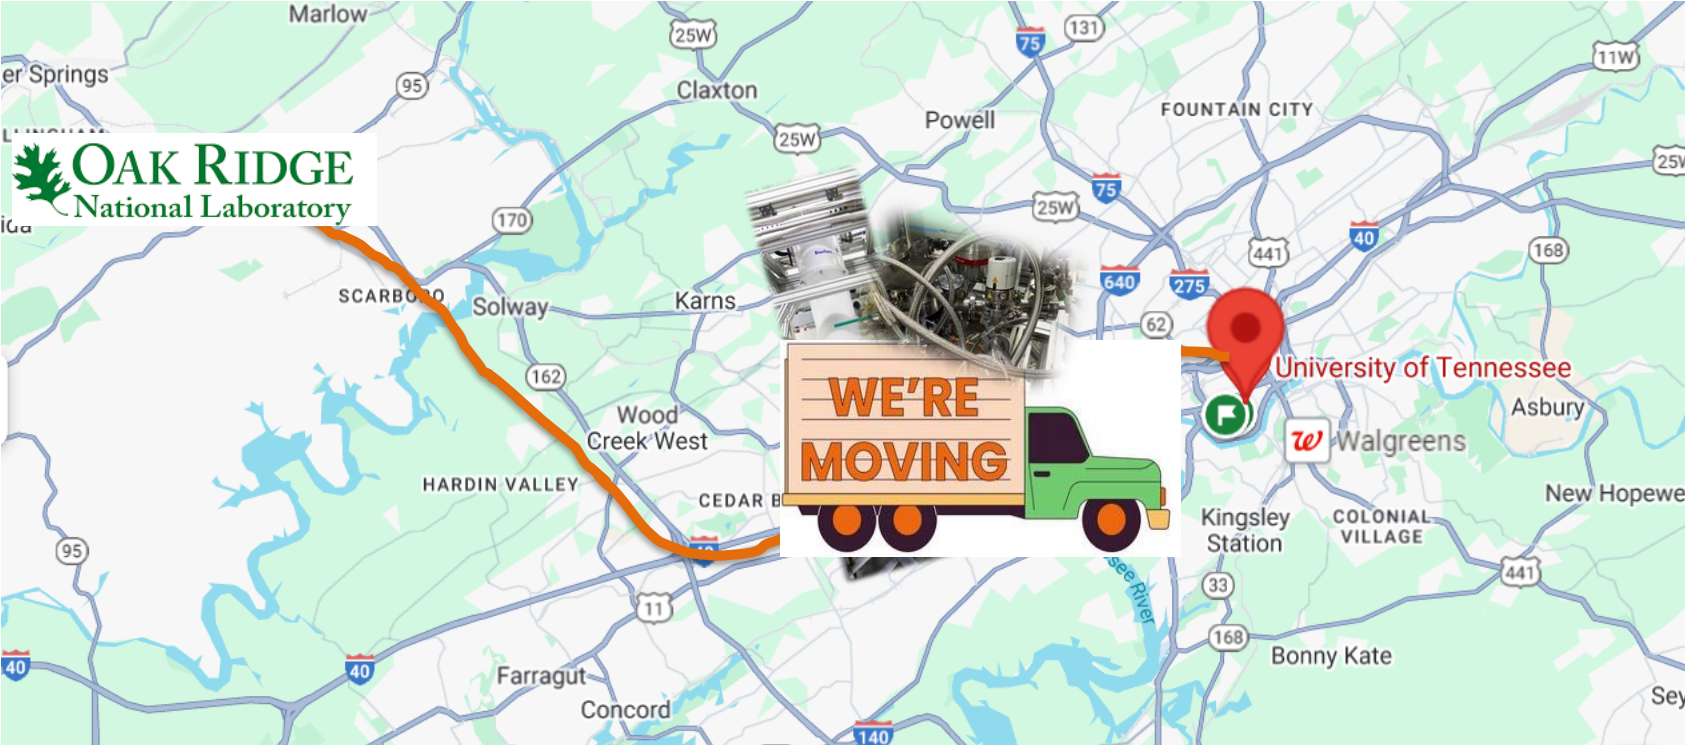 Marlow
25W
75
131
11W
er Springs
95
Claxton
FOUNTAIN CITY
Powell
25W
OAK RIDGE
National Laboratory
25W
75
170
25W
40
441
168
640
275
SCARBORO
Solway
Karns
62
University of Tennessee
162
WE'RE
MOVING
Wood
Creek West
Asbury
Walgreens
HARDIN VALLEY
CEDAR B
New Hopewe
Kingsley
Station
COLONIAL
VILLAGE
95
441
see River
33
11
168
Bonny Kate
40
40
Farragut
Concord
Sey
140